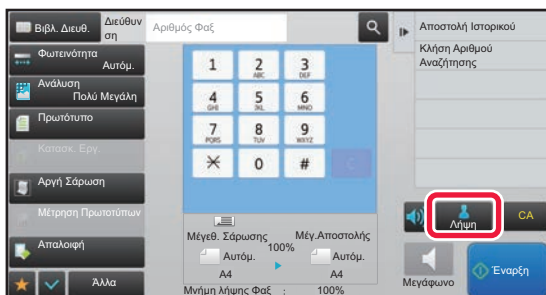 Βιβλ. Διευθ.
Διεύθυν
ση
Αριθμός Φαξ
Φωτεινότητα
Αυτόμ.
Ανάλυση
Πολύ Μεγάλη
Πρωτότυπο
Κατασκ. Εργ.
Αργή Σάρωση
Μέτρηση Πρωτοτύπων
Απαλοιφή
Άλλα
1
2
ABC
3
DEF
4
GHI
5
JKL
6
MNO
7
PQRS
8
TUV
9
WXYZ
0
#
C
Μέγεθ. Σάρωσης
100%
Μέγ.Αποστολής
Αυτόμ.
A4
Αυτόμ.
A4
Μνήμη λήψης Φαξ : 100%
Αποστολή Ιστορικού
Κλήση Αριθμού
Αναζήτησης
Λήψη
CA
Μεγάφωνο
Έναρξη